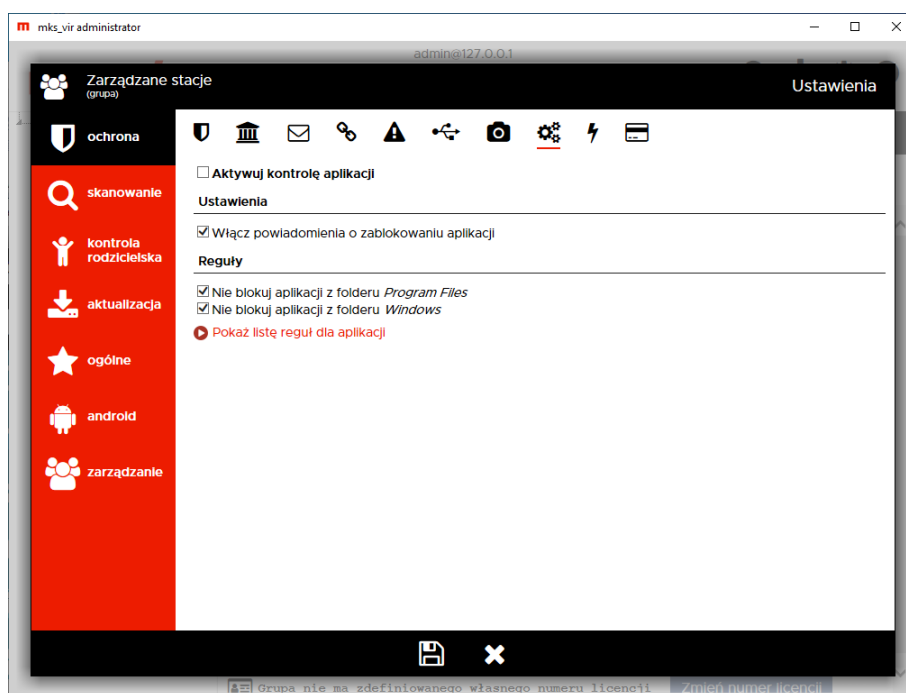 mks_vir administrator
admin@127.0.0.1
Zarządzane stacje
(grupa)
Ustawienia
ochrona
skanowanie
kontrola
rodzicielska
aktualizacja
ogólne
android
zarządzanie
Aktywuj kontrolę aplikacji
Ustawienia
Włącz powiadomienia o zablokowaniu aplikacji
Reguły
Nie blokuj aplikacji z folderu Program Files
Nie blokuj aplikacji z folderu Windows
Pokaż listę reguł dla aplikacji
Grupa nie ma zdefiniowanego własnego numeru licencji
Zmień numer licencji